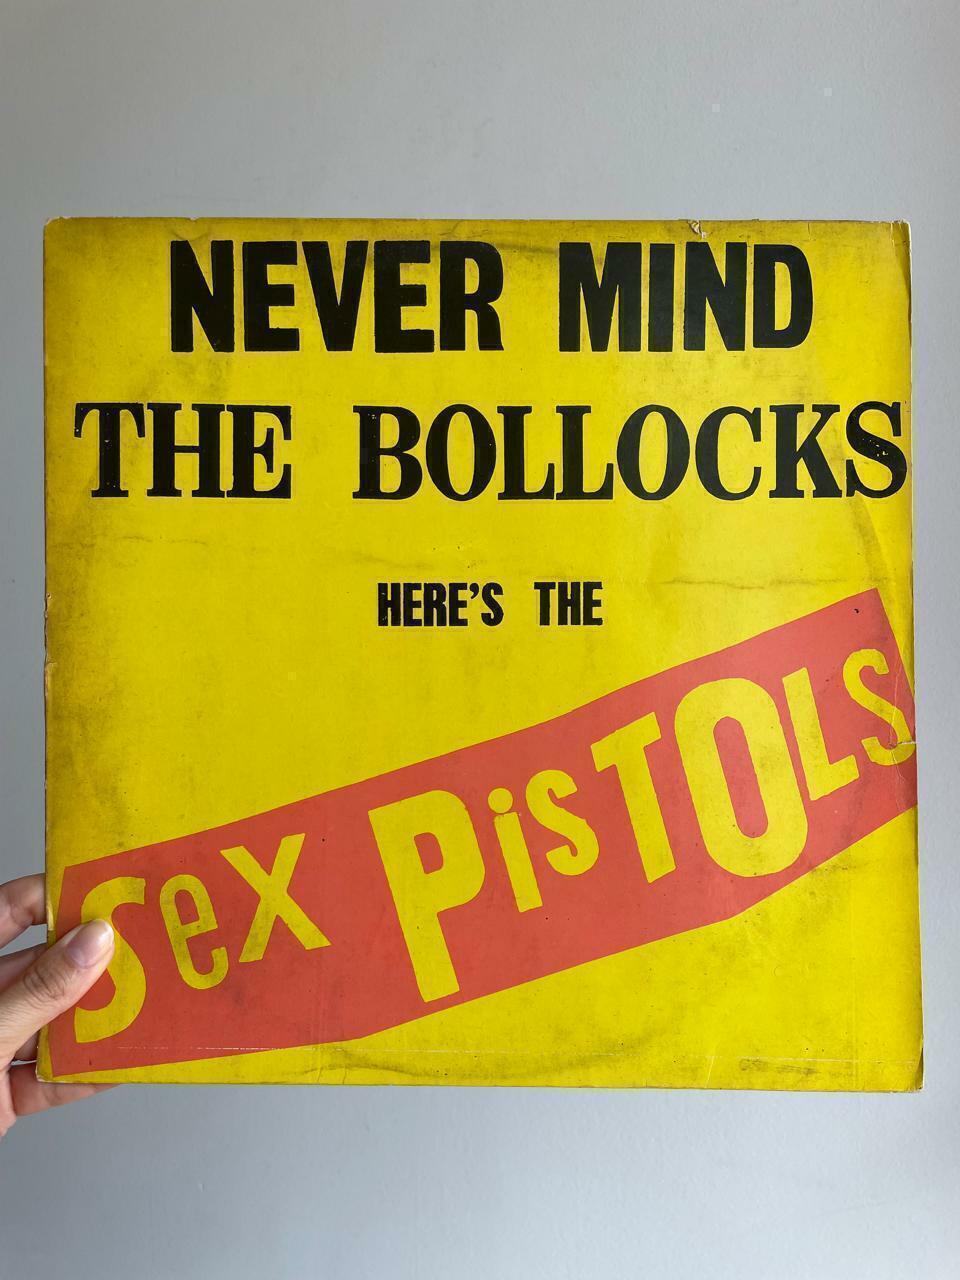 NEVER MIND
THE BOLLOCKS
HERE'S THE
Sex PisTOLS